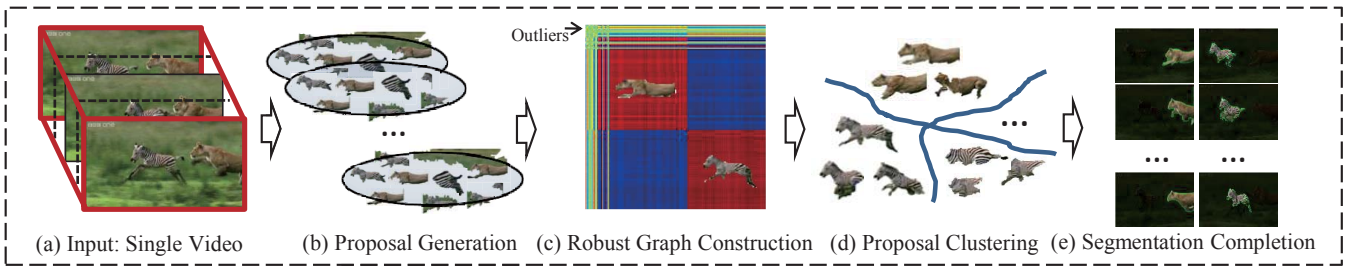 Outliers
(a) Input: Single Video
(b) Proposal Generation
(c) Robust Graph Construction
(d) Proposal Clustering
(e) Segmentation Completion